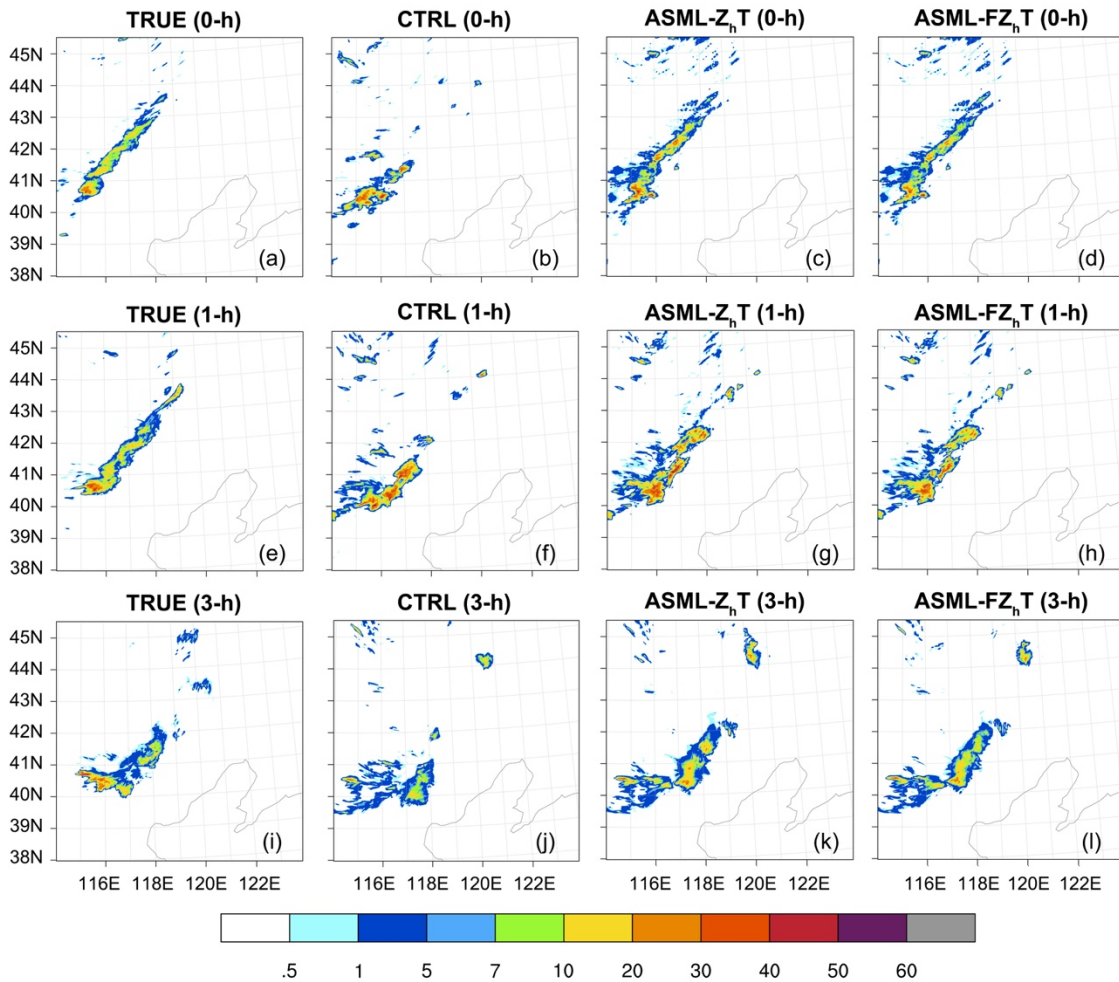 TRUE (0-h) CTRL (0-h) ASML-ZhT (0-h) ASML-FZhT (0-h)
45N
44N
43N
42N
41N
40N
39N
38N
(a) (b) (c) (d)
TRUE (1-h) CTRL (1-h) ASML-ZhT (1-h) ASML-FZhT (1-h)
45N
44N
43N
42N
41N
40N
39N
38N
(e) (f) (g) (h)
TRUE (3-h) CTRL (3-h) ASML-ZhT (3-h) ASML-FZhT (3-h)
45N
44N
43N
42N
41N
40N
39N
38N
(i) (j) (k) (l)
116E 118E 120E 122E 116E 118E 120E 122E 116E 118E 120E 122E 116E 118E 120E 122E
.5 1 5 7 10 20 30 40 50 60